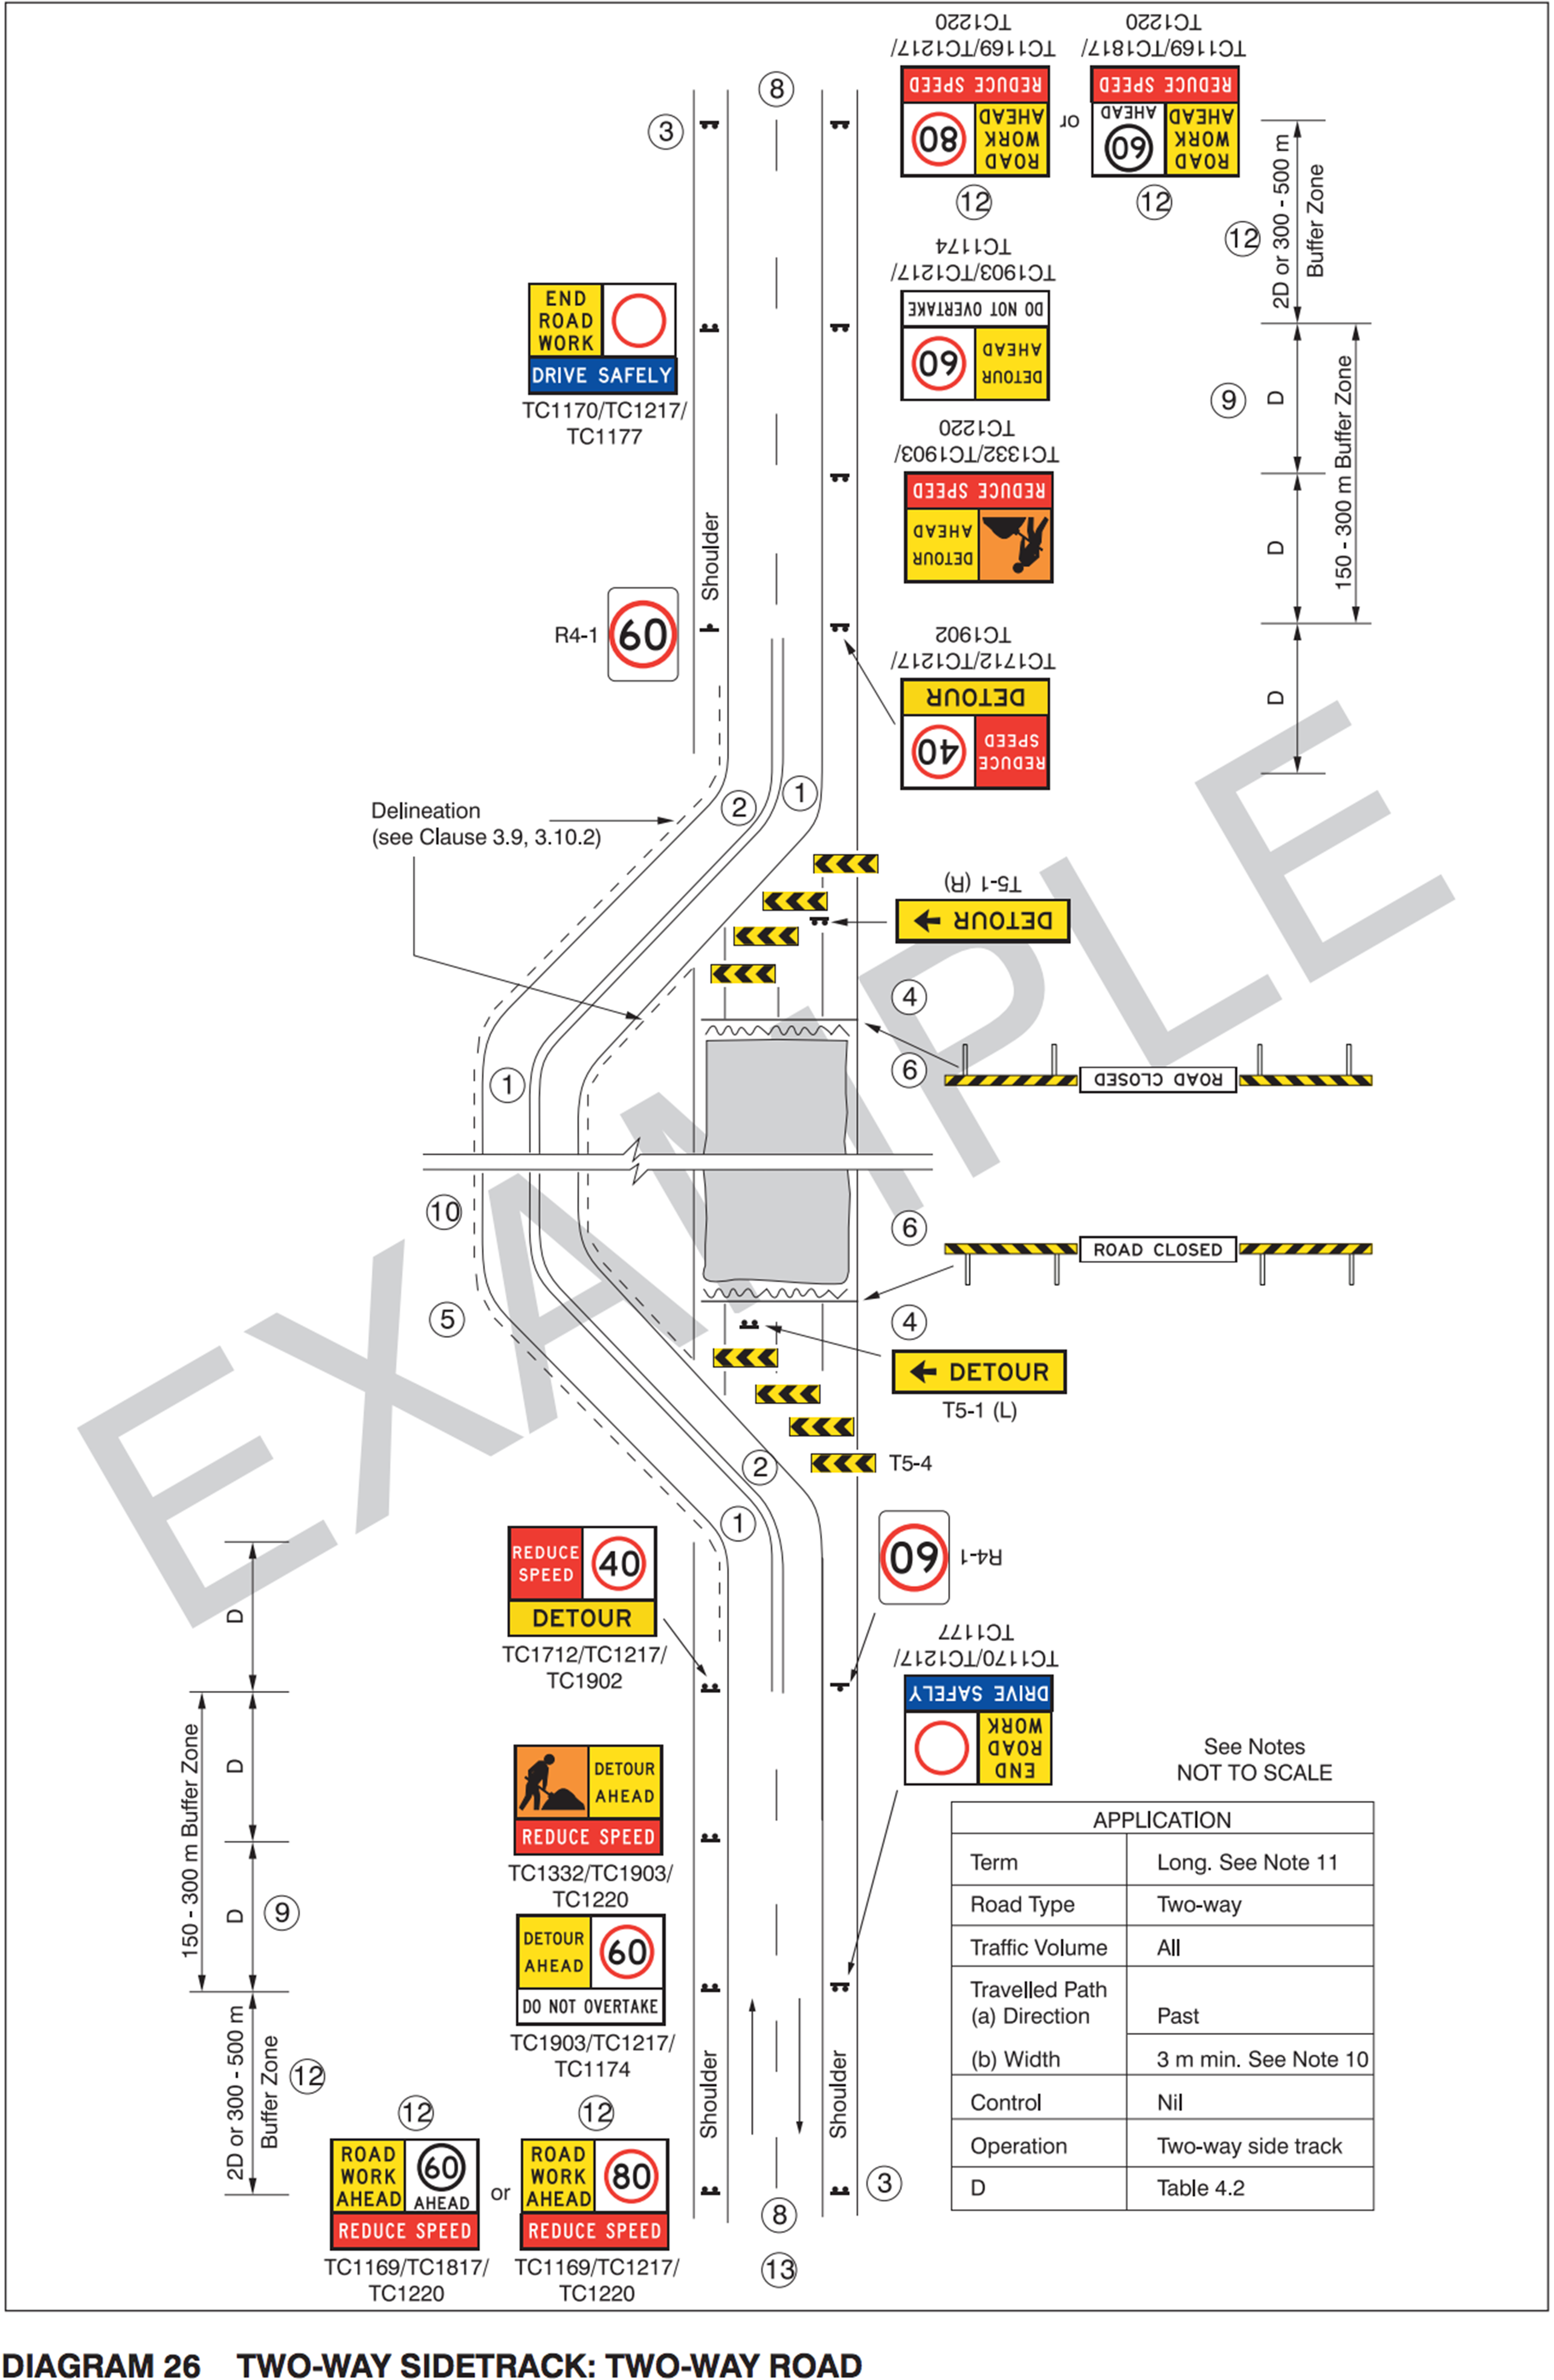 TC1220
TC1169/TC1217/
REDUCE SPEED
80
ROAD
WORK
AHEAD
12
or
TC1220
TC1169/TC1817/
REDUCE SPEED
60
AHEAD
ROAD
WORK
AHEAD
12
8
3
12
2D or 300 - 500 m
Buffer Zone
TC1174
TC1903/TC1217/
DO NOT OVERTAKE
60
DETOUR
AHEAD
END
ROAD
WORK
DRIVE SAFELY
TC1170/TC1217/
TC1177
9
D
D
D
150 - 300 m Buffer Zone
TC1220
TC1332/TC1903/
REDUCE SPEED
DETOUR
AHEAD
Shoulder
R4-1
60
TC1902
TC1712/TC1217/
DETOUR
40
REDUCE
SPEED
2
1
Delineation
(see Clause 3.9, 3.10.2)
T5-1 (R)
DETOUR
4
6
ROAD CLOSED
1
10
6
ROAD CLOSED
5
4
DETOUR
T5-1 (L)
2
T5-4
1
EXAMPLE
REDUCE
SPEED
40
DETOUR
TC1712/TC1217/
TC1902
60
R4-1
TC1177
TC1170/TC1217/
DRIVE SAFELY
END
ROAD
WORK
D
D
D
9
150 - 300 m Buffer Zone
DETOUR
AHEAD
REDUCE SPEED
TC1332/TC1903/
TC1220
DETOUR
AHEAD
60
DO NOT OVERTAKE
TC1903/TC1217/
TC1174
2D or 300 - 500 m
Buffer Zone
12
12
ROAD
WORK
AHEAD
60
AHEAD
REDUCE SPEED
TC1169/TC1817/
TC1220
or
12
ROAD
WORK
AHEAD
80
REDUCE SPEED
TC1169/TC1217/
TC1220
Shoulder
Shoulder
3
8
13
See Notes
NOT TO SCALE
APPLICATION
Term Long. See Note 11
Road Type Two-way
Traffic Volume All
Travelled Path
(a) Direction Past
(b) Width 3 m min. See Note 10
Control Nil
Operation Two-way side track
D Table 4.2
DIAGRAM 26 TWO-WAY SIDETRACK: TWO-WAY ROAD